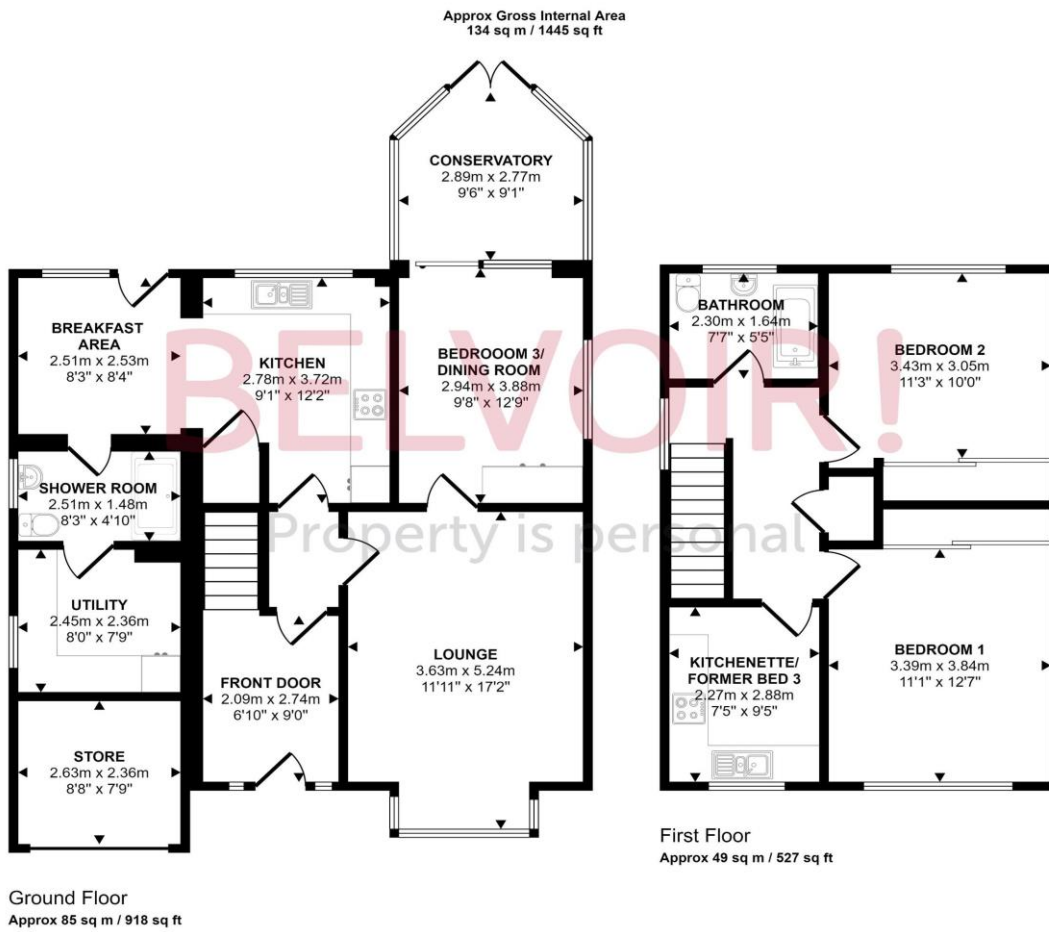 Approx Gross Internal Area
134 sq m / 1445 sq ft
CONSERVATORY
2.89m x 2.77m
9'6" x 9'1"
BREAKFAST
AREA
2.51m x 2.53m
8'3" x 8'4"
KITCHEN
2.78m x 3.72m
9'1" x 12'2"
BEDROOOM 3/
DINING ROOM
2.94m x 3.88m
9'8" x 12'9"
BATHROOM
2.30m x 1.64m
7'7" x 5'5"
BEDROOM 2
3.43m x 3.05m
11'3" x 10'0"
BELVOIR!
Property is personal
SHOWER ROOM
2.51m x 1.48m
8'3" x 4'10"
UTILITY
2.45m x 2.36m
8'0" x 7'9"
FRONT DOOR
2.09m x 2.74m
6'10" x 9'0"
LOUNGE
3.63m x 5.24m
11'11" x 17'2"
KITCHENETTE/
FORMER BED 3
2.27m x 2.88m
7'5" x 9'5"
BEDROOM 1
3.39m x 3.84m
11'1" x 12'7"
STORE
2.63m x 2.36m
8'8" x 7'9"
First Floor
Approx 49 sq m / 527 sq ft
Ground Floor
Approx 85 sq m / 918 sq ft